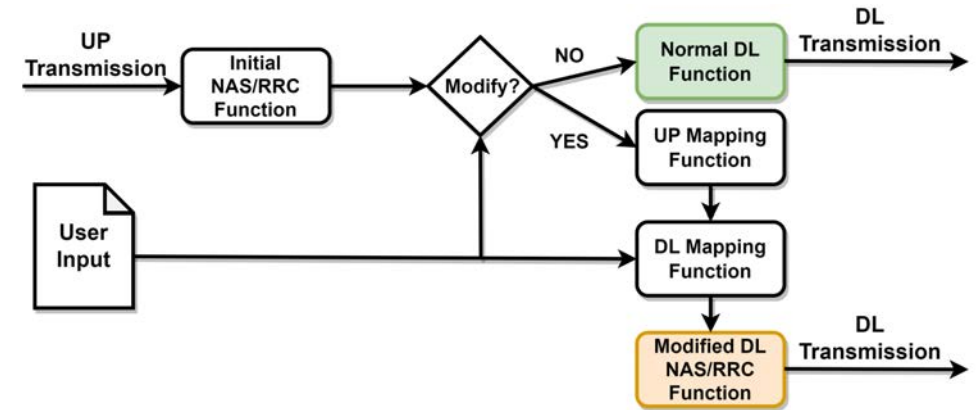 UP
Transmission
Initial
NAS/RRC
Function
Modify?
NO
YES
Normal DL
Function
DL
Transmission
UP Mapping
Function
User
Input
DL Mapping
Function
Modified DL
NAS/RRC
Function
DL
Transmission